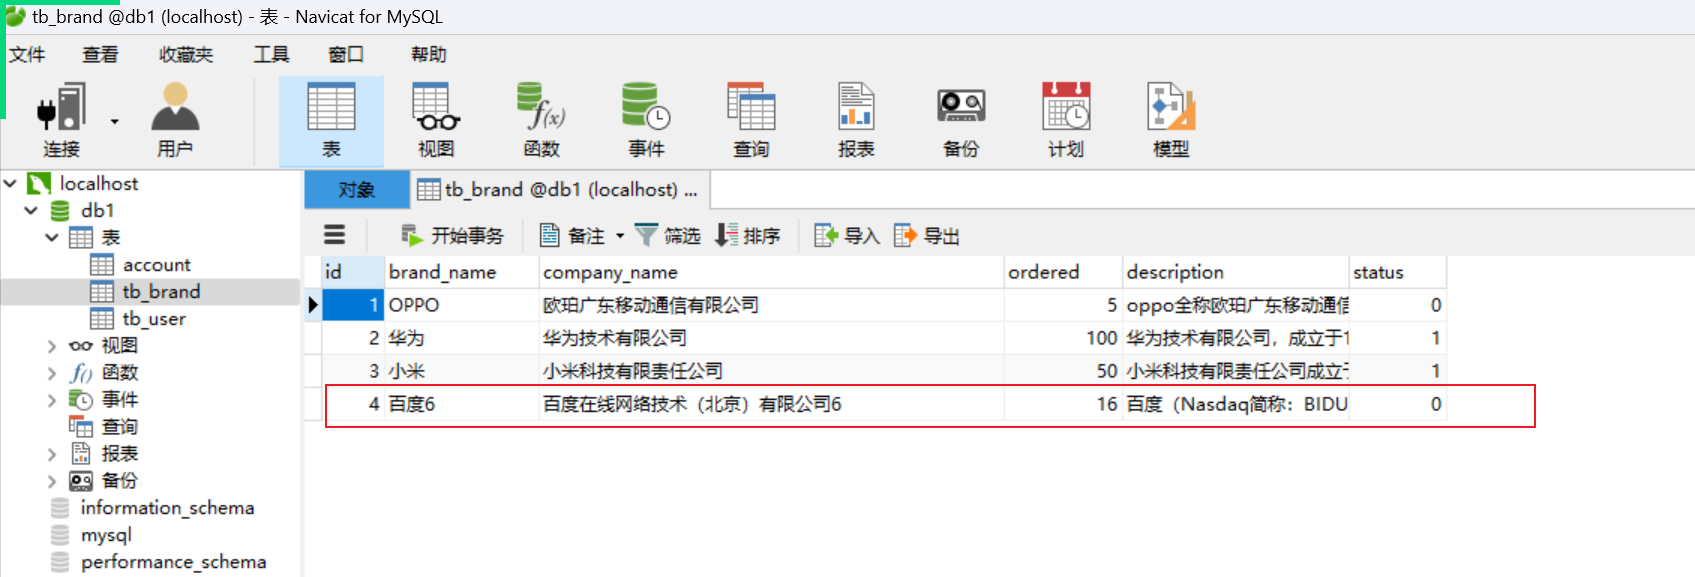 tb_brand @db1 (localhost) - 表 - Navicat for MySQL
文件 查看 收藏夹 工具 窗口 帮助
连接 用户 表 视图 函数 事件 查询 报表 备份 计划 模型
localhost
db1
表
account
tb_brand
tb_user
视图
函数
事件
查询
报表
备份
information_schema
mysql
performance_schema
对象 tb_brand @db1 (localhost) ...
开始事务 备注 筛选 排序 导入 导出
id brand_name company_name ordered description status
1 OPPO 欧珀广东移动通信有限公司 5 oppo全称欧珀广东移动通信 0
2 华为 华为技术有限公司 100 华为技术有限公司，成立于1 1
3 小米 小米科技有限责任公司 50 小米科技有限责任公司成立于 1
4 百度6 百度在线网络技术（北京）有限公司6 16 百度（Nasdaq简称：BIDU 0